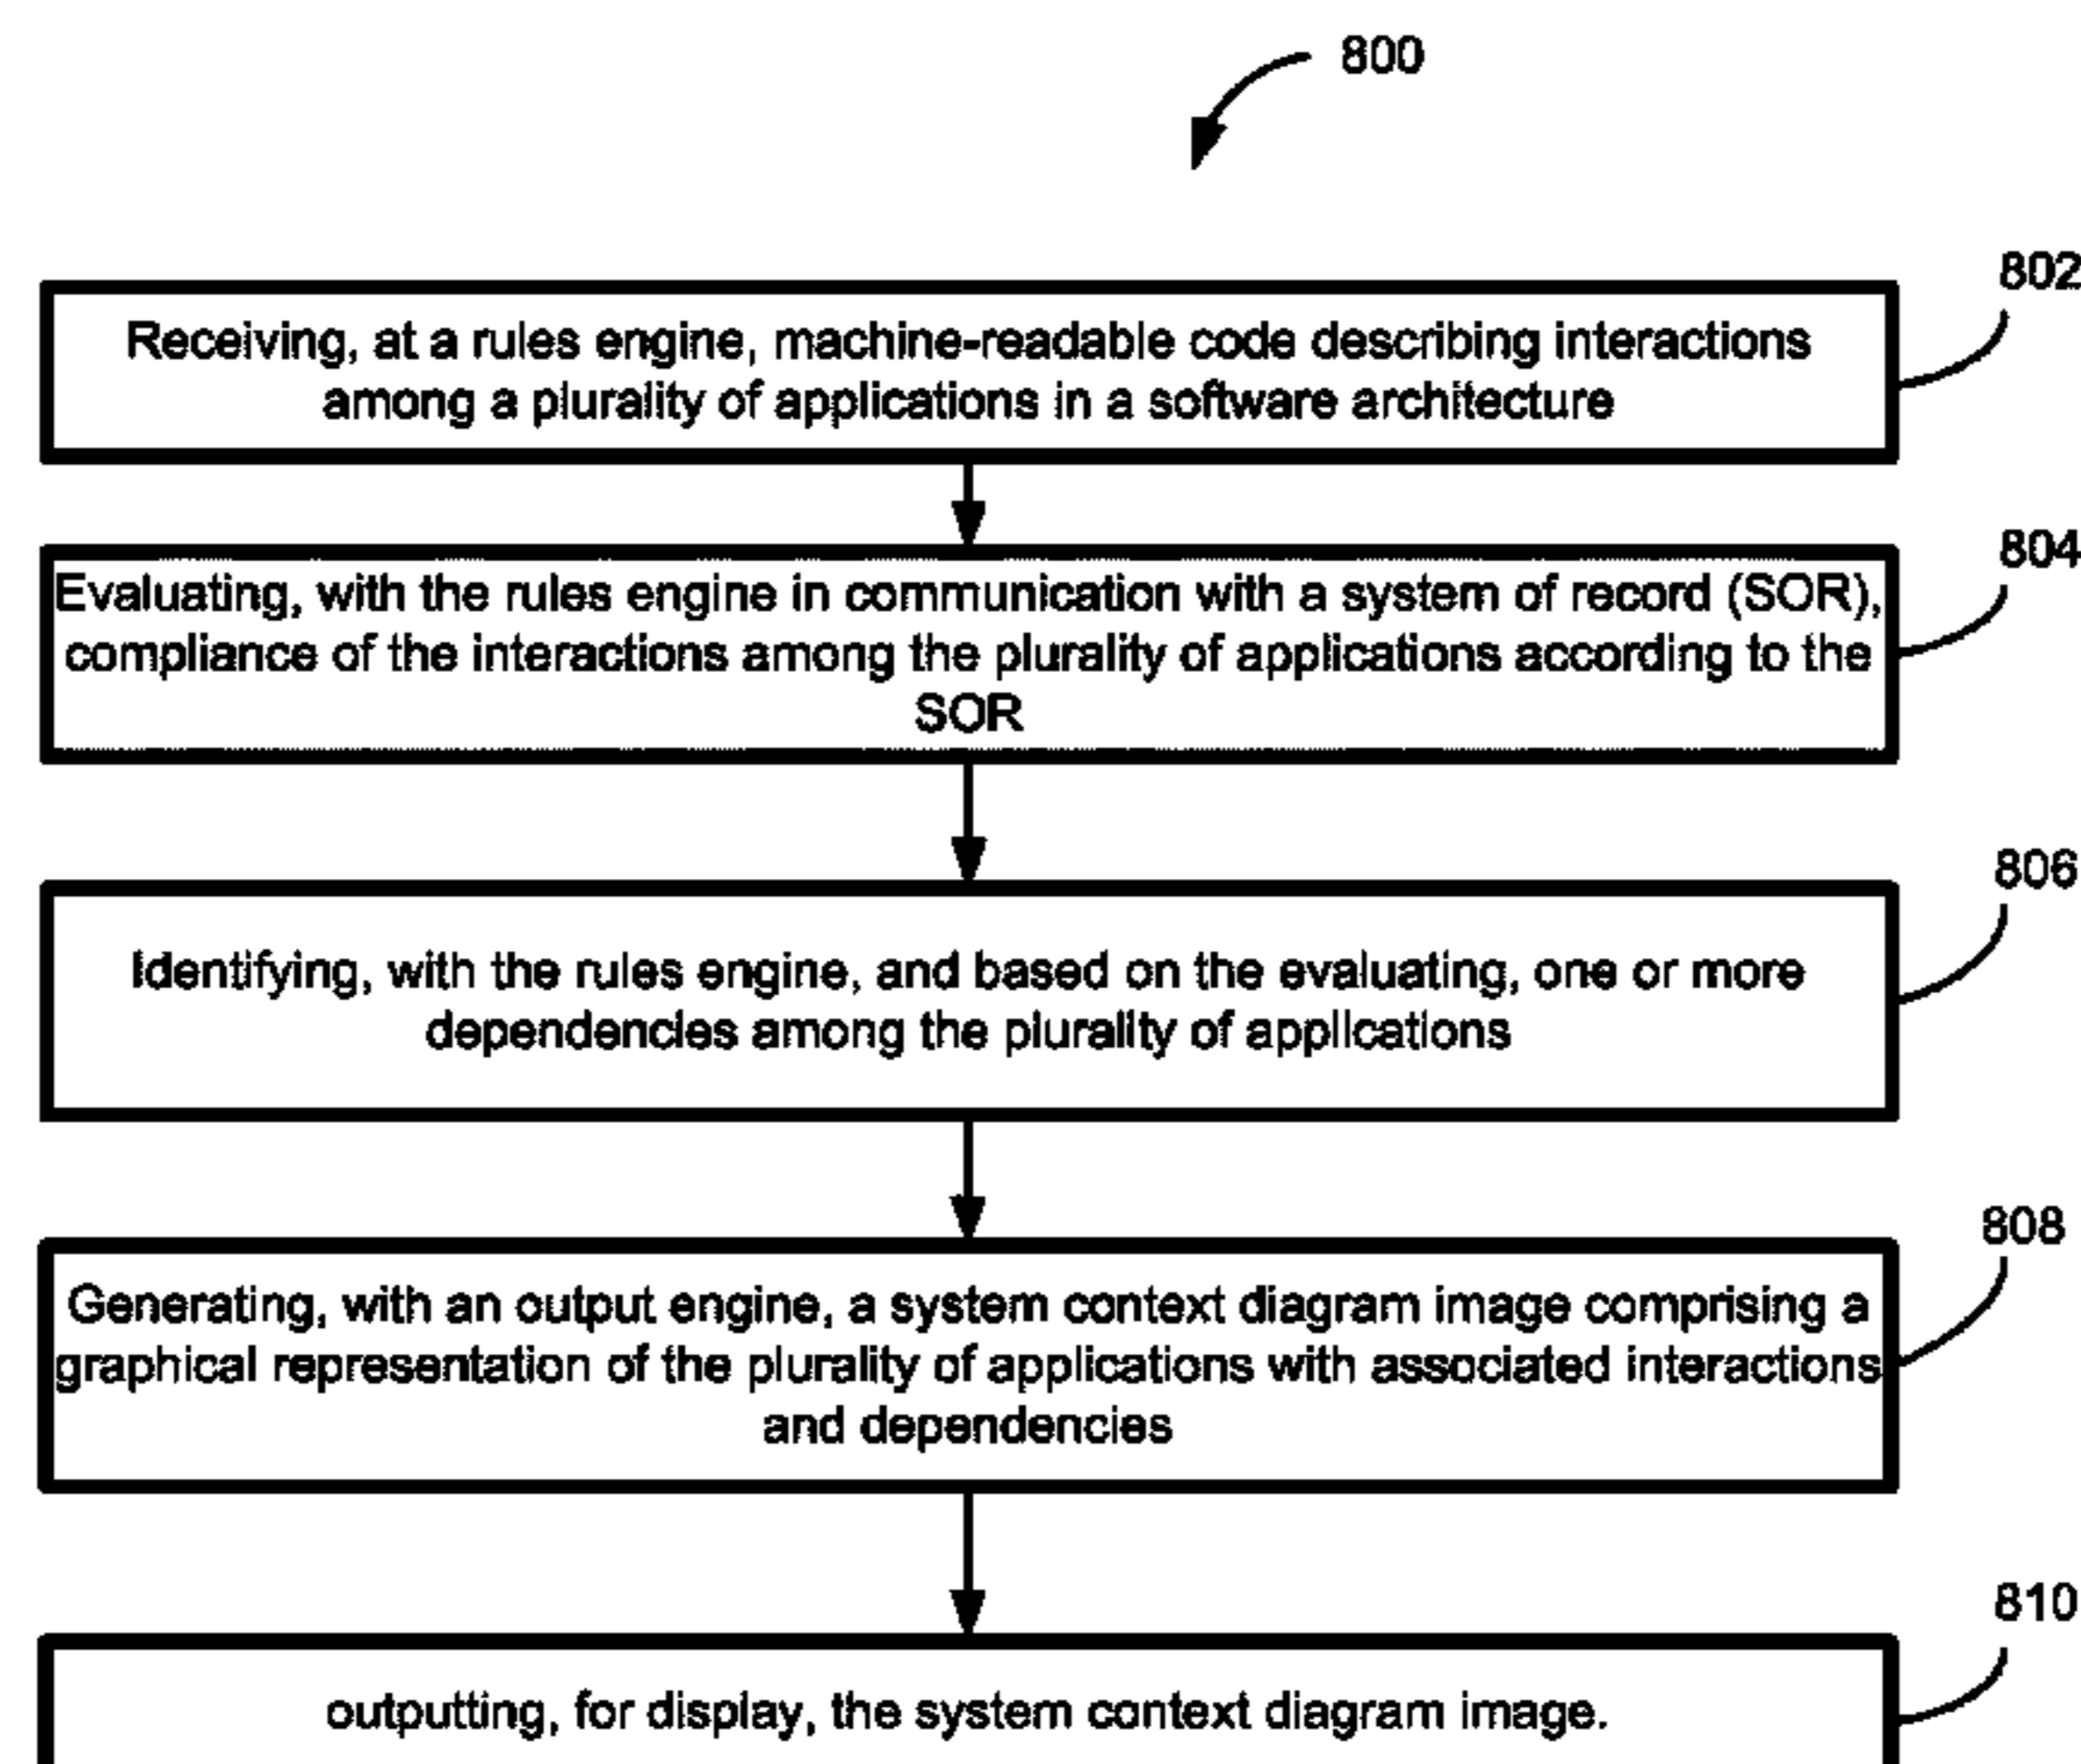 800
802
Receiving, at a rules engine, machine-readable code describing interactions
among a plurality of applications in a software architecture
804
Evaluating, with the rules engine in communication with a system of record (SOR),
compliance of the interactions among the plurality of applications according to the
SOR
806
Identifying, with the rules engine, and based on the evaluating, one or more
dependencies among the plurality of applications
808
Generating, with an output engine, a system context diagram image comprising a
graphical representation of the plurality of applications with associated interactions
and dependencies
810
outputting, for display, the system context diagram image.